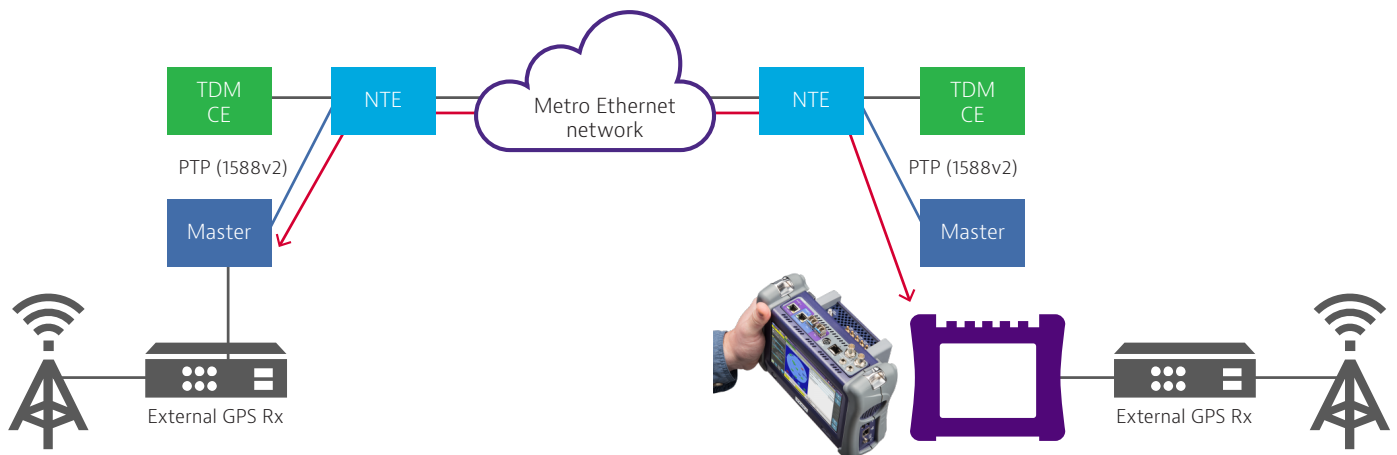 TDM
CE
NTE
Metro Ethernet
network
NTE
TDM
CE
PTP (1588v2)
PTP (1588v2)
Master
Master
External GPS Rx
External GPS Rx